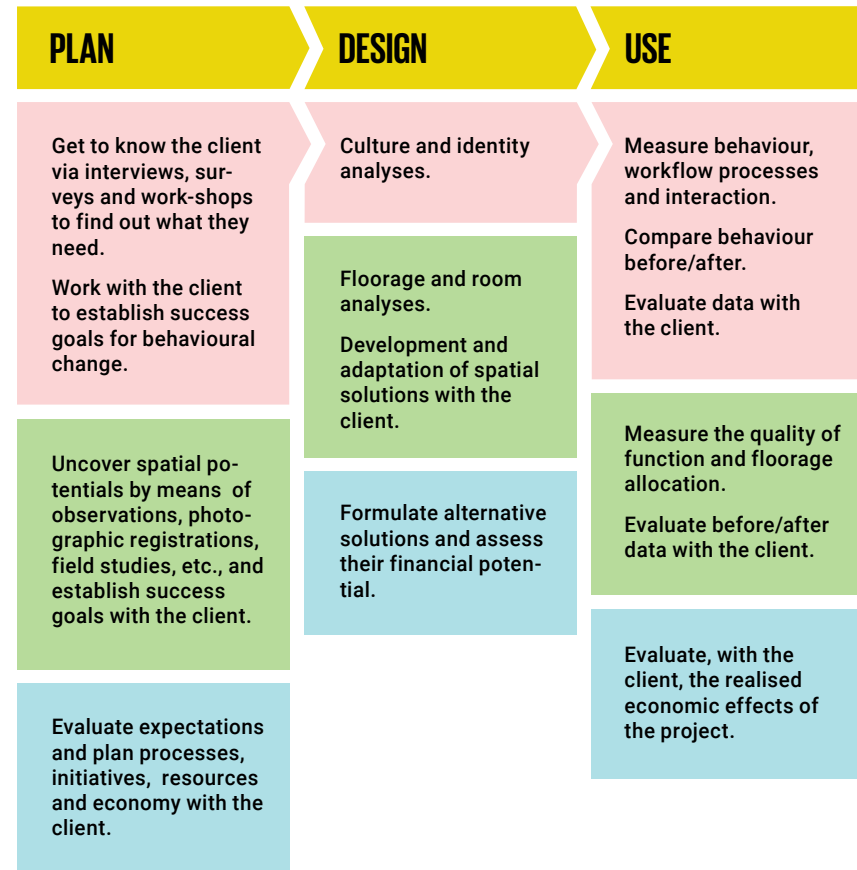 PLAN
Get to know the client
via interviews, sur-
veys and work-shops
to find out what they
need.
Work with the client
to establish success
goals for behavioural
change.
Uncover spatial po-
tentials by means of
observations, photo-
graphic registrations,
field studies, etc., and
establish success
goals with the client.
Evaluate expectations
and plan processes,
initiatives, resources
and economy with the
client.
DESIGN
Culture and identity
analyses.
Floorage and room
analyses.
Development and
adaptation of spatial
solutions with the
client.
Formulate alternative
solutions and assess
their financial poten-
tial.
USE
Measure behaviour,
workflow processes
and interaction.
Compare behaviour
before/after.
Evaluate data with
the client.
Measure the quality of
function and floorage
allocation.
Evaluate before/after
data with the client.
Evaluate, with the
client, the realised
economic effects of
the project.